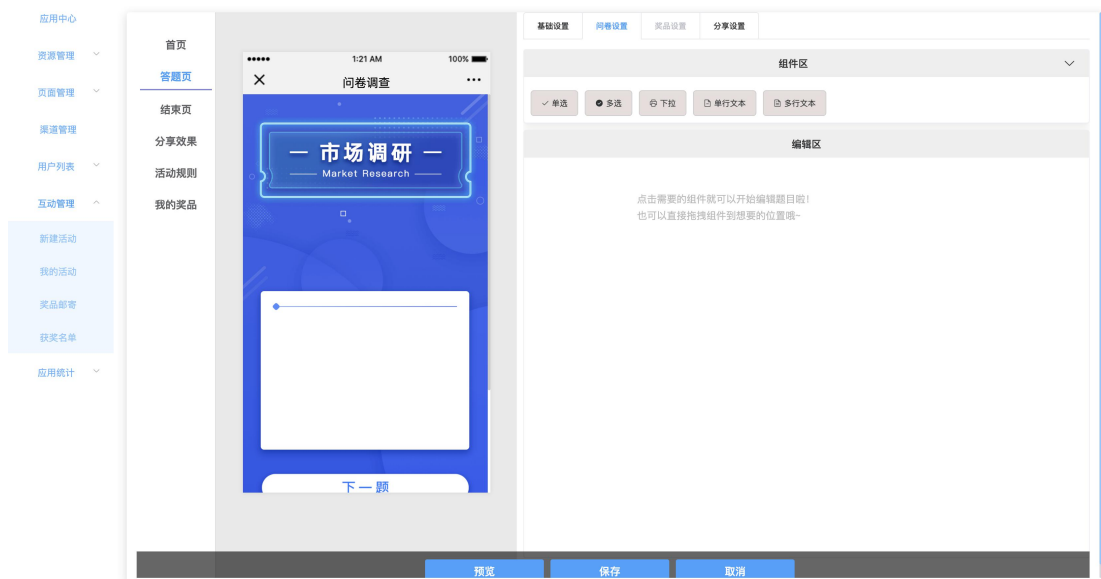 应用中心
资源管理
页面管理
渠道管理
用户列表
互动管理
新建活动
我的活动
奖品邮寄
获奖名单
应用统计
首页
答题页
结束页
分享效果
活动规则
我的奖品
1:21 AM 100%
问卷调查
市场调研
Market Research
下一题
基础设置 问卷设置 奖品设置 分享设置
组件区
单选 多选 下拉 单行文本 多行文本
编辑区
点击需要的组件就可以开始编辑题目啦!
也可以直接拖拽组件到想要的位置哦~
预览 保存 取消